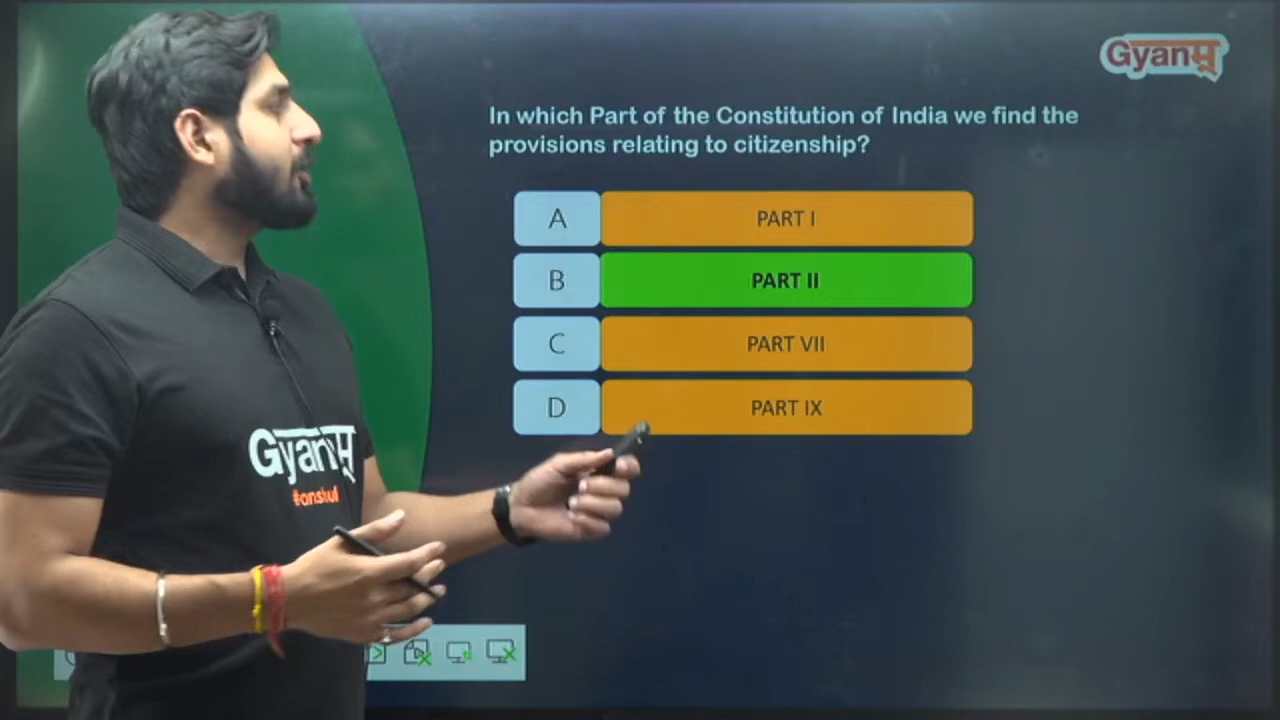 Gyanम्
In which Part of the Constitution of India we find the
provisions relating to citizenship?
A PART I
B PART II
C PART VII
D PART IX
Gyanम्